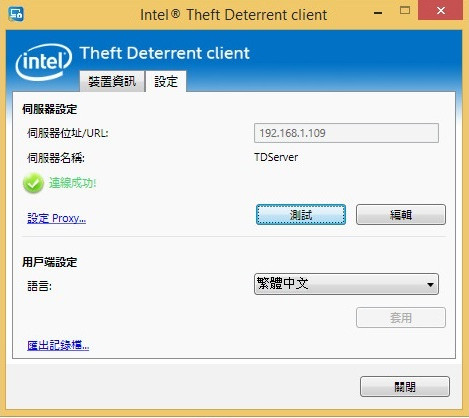 Intel® Theft Deterrent client
intel Theft Deterrent client
裝置資訊 設定
伺服器設定
伺服器位址/URL: 192.168.1.109
伺服器名稱: TDServer
連線成功!
設定 Proxy... 測試 編輯
用戶端設定
語言: 繁體中文
套用
匯出記錄檔...
關閉